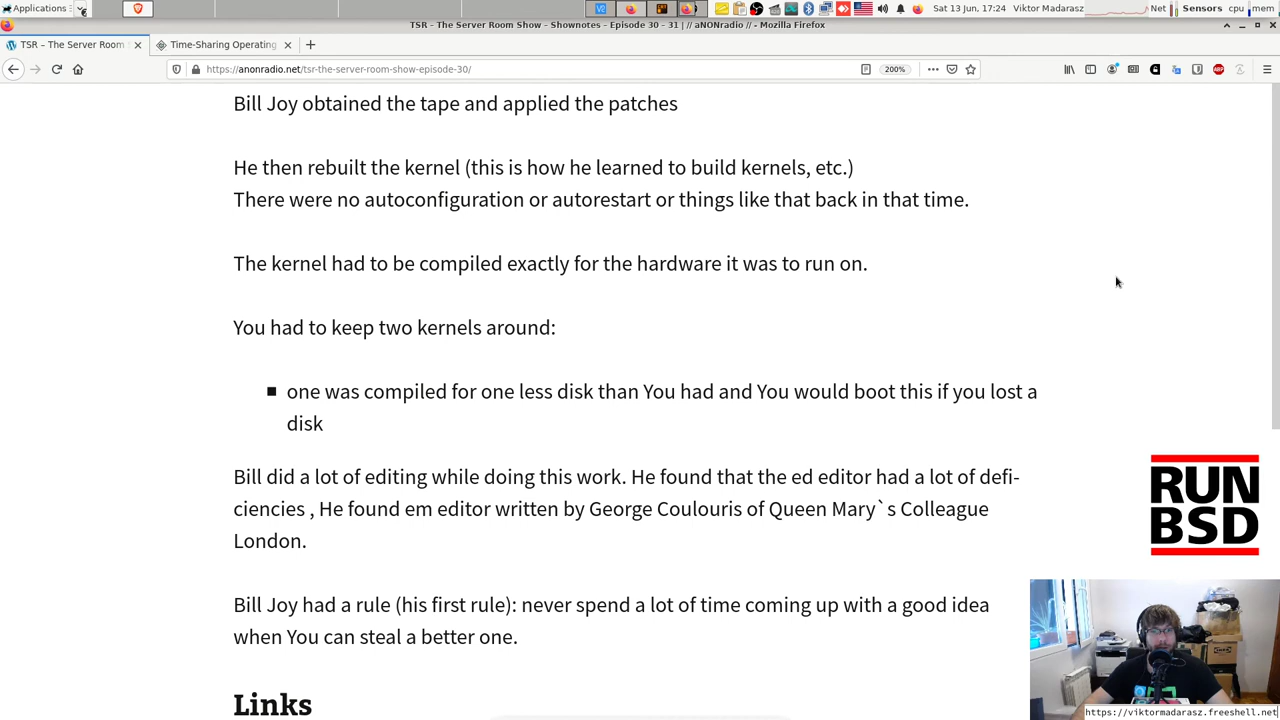 Applications
Sat 13 Jun, 17:24 Viktor Madarasz Net Sensors cpu mem
TSR – The Server Room Show – Shownotes – Episode 30 – 31 | // aNONradio // - Mozilla Firefox
TSR – The Server Room
Time-Sharing Operating
https://anonradio.net/tsr-the-server-room-show-episode-30/
200%
Bill Joy obtained the tape and applied the patches
He then rebuilt the kernel (this is how he learned to build kernels, etc.)
There were no autoconfiguration or autorestart or things like that back in that time.
The kernel had to be compiled exactly for the hardware it was to run on.
You had to keep two kernels around:
■ one was compiled for one less disk than You had and You would boot this if you lost a
disk
Bill did a lot of editing while doing this work. He found that the ed editor had a lot of defi-
ciencies , He found em editor written by George Coulouris of Queen Mary`s Colleague
London.
Bill Joy had a rule (his first rule): never spend a lot of time coming up with a good idea
when You can steal a better one.
Links
RUN
BSD
https://viktormadarasz.freeshell.net